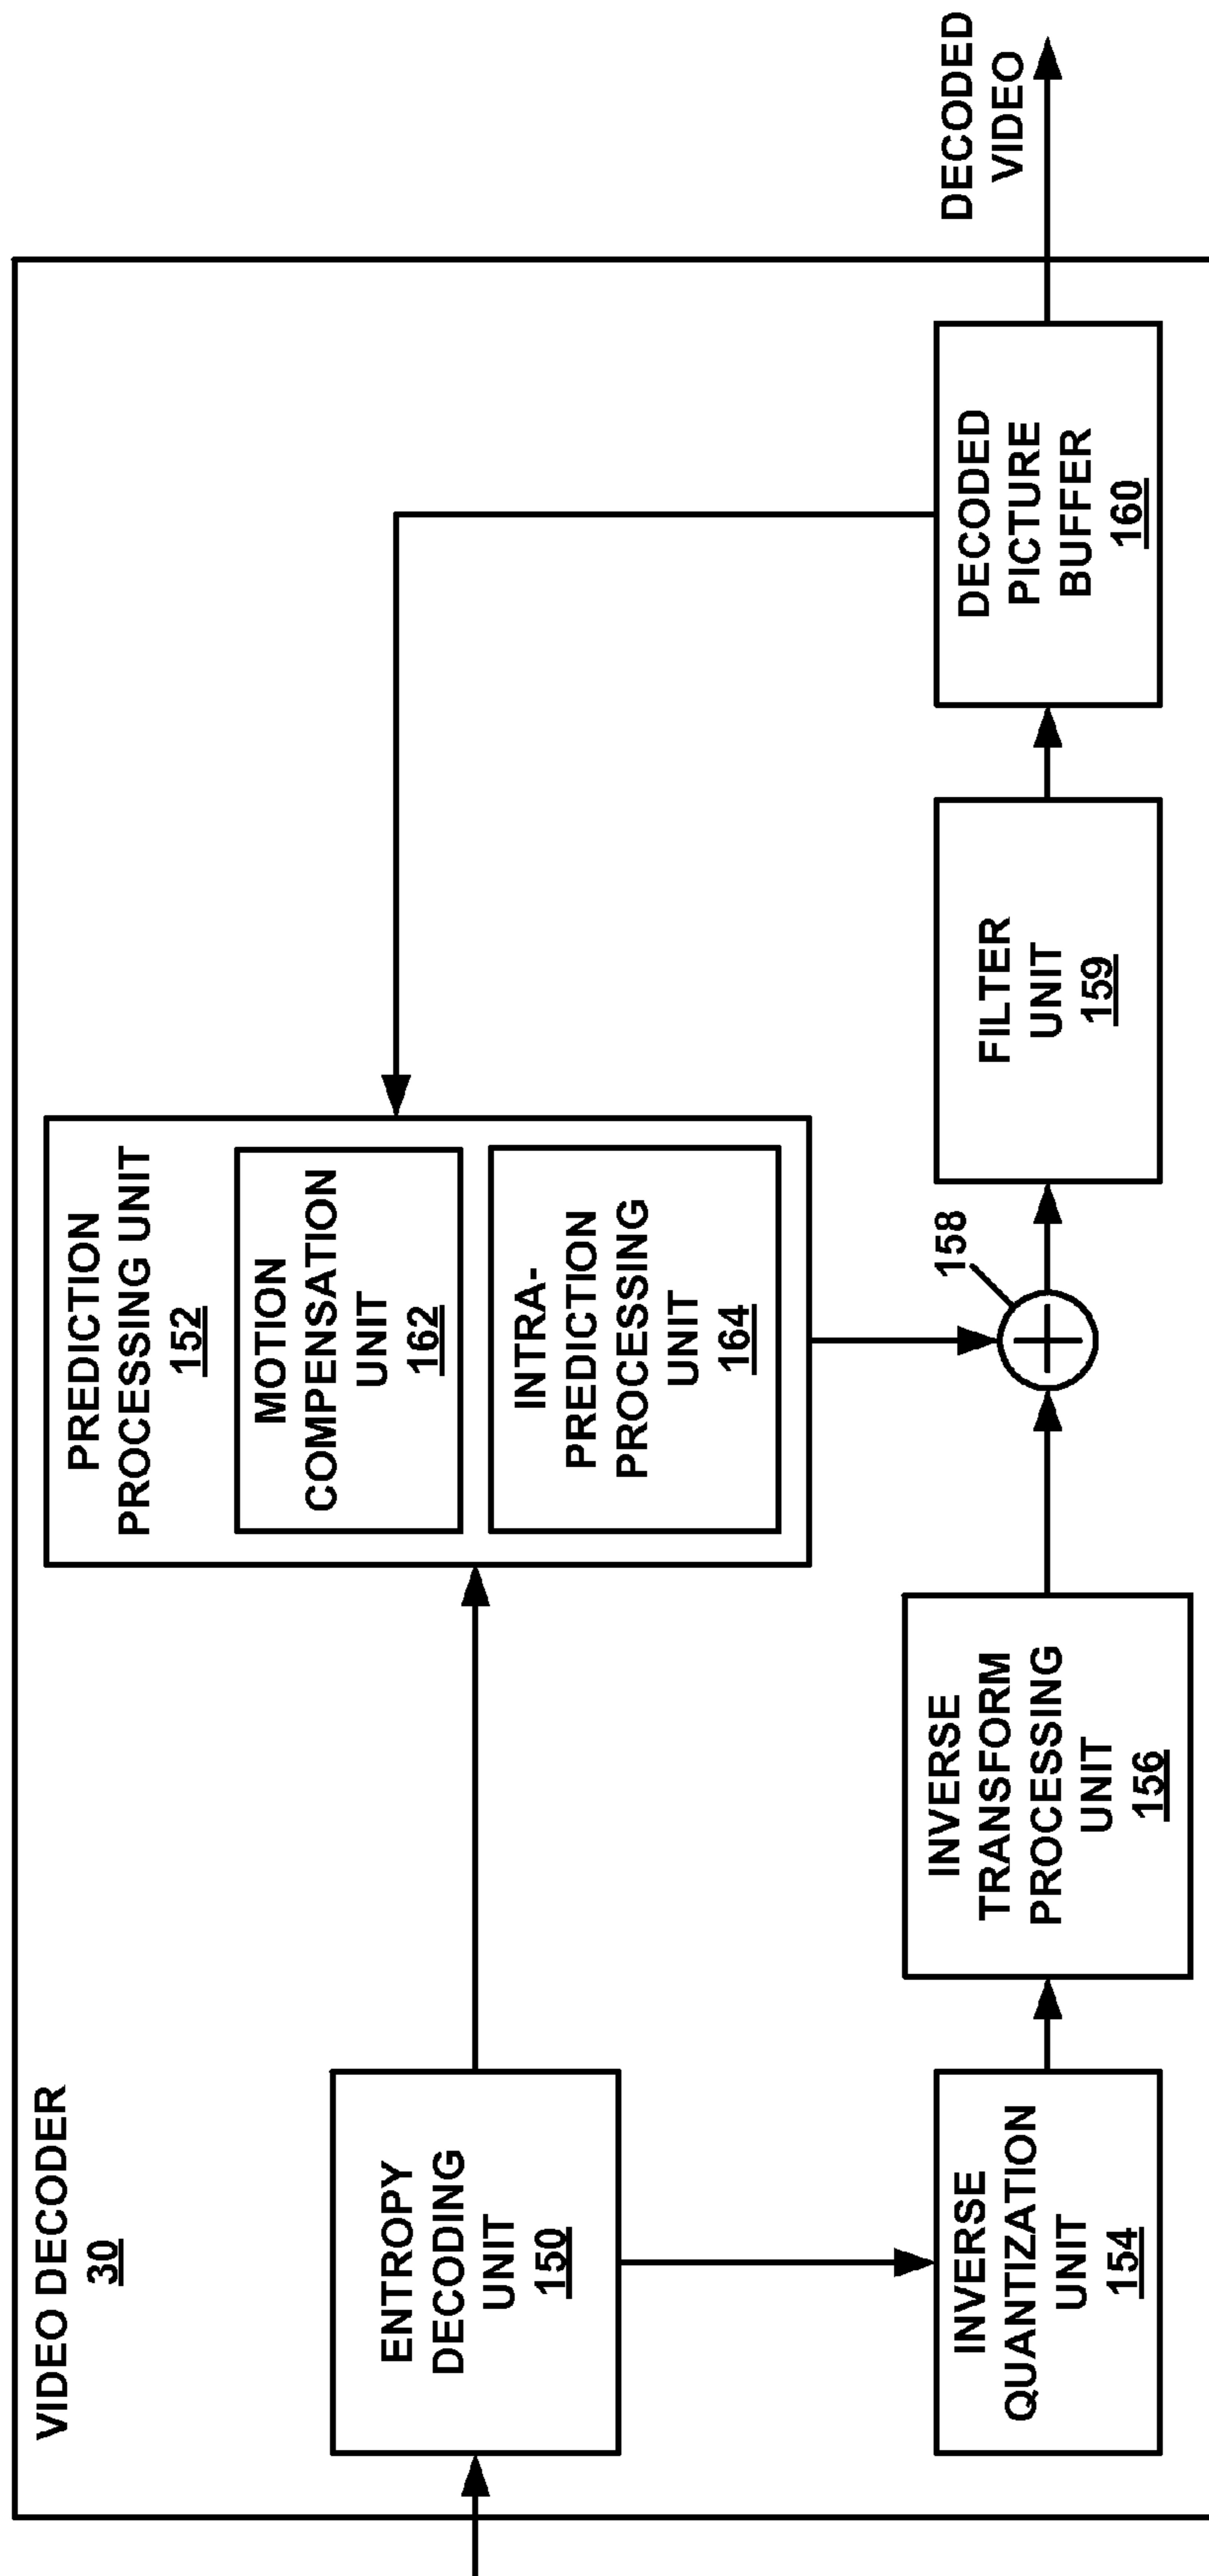 VIDEO DECODER
30
PREDICTION
PROCESSING UNIT
152
MOTION
COMPENSATION
UNIT
162
INTRA-
PREDICTION
PROCESSING
UNIT
164
ENTROPY
DECODING
UNIT
150
INVERSE
QUANTIZATION
UNIT
154
INVERSE
TRANSFORM
PROCESSING
UNIT
156
158
FILTER
UNIT
159
DECODED
PICTURE
BUFFER
160
DECODED
VIDEO